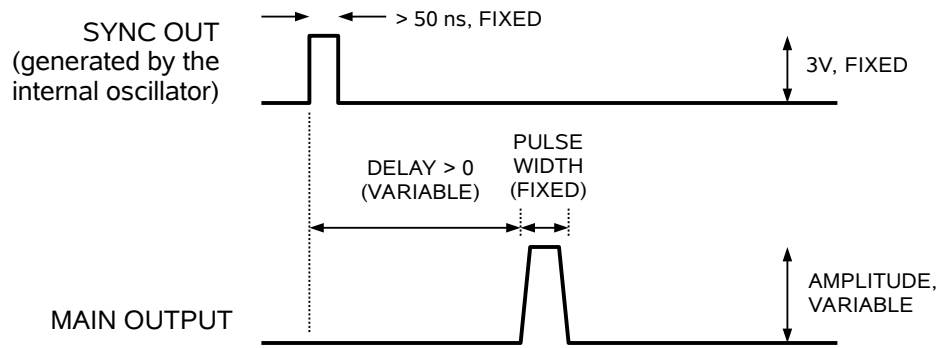 > 50 ns, FIXED
SYNC OUT
(generated by the
internal oscillator)
3V, FIXED
PULSE
WIDTH
(FIXED)
DELAY > 0
(VARIABLE)
AMPLITUDE,
VARIABLE
MAIN OUTPUT